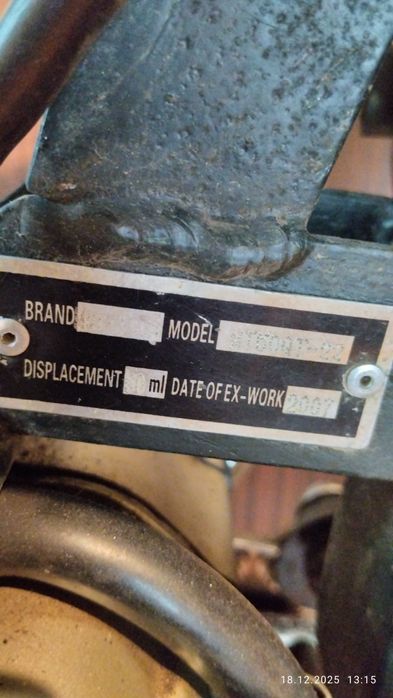 BRAND MODEL
DISPLACEMENT ml DATE OF EX-WORK 2007
18.12.2025 13:15